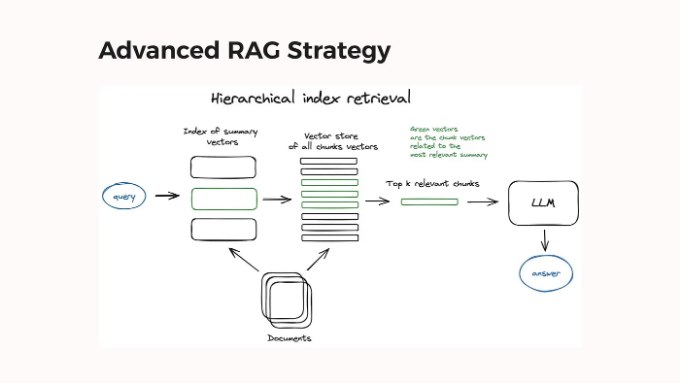 Advanced RAG Strategy
Hierarchical index retrieval
Index of summary
vectors
Vector store
of all chunks vectors
Green vectors
are the chunk vectors
related to the
most relevant summary
Top k relevant chunks
query
LLM
answer
Documents